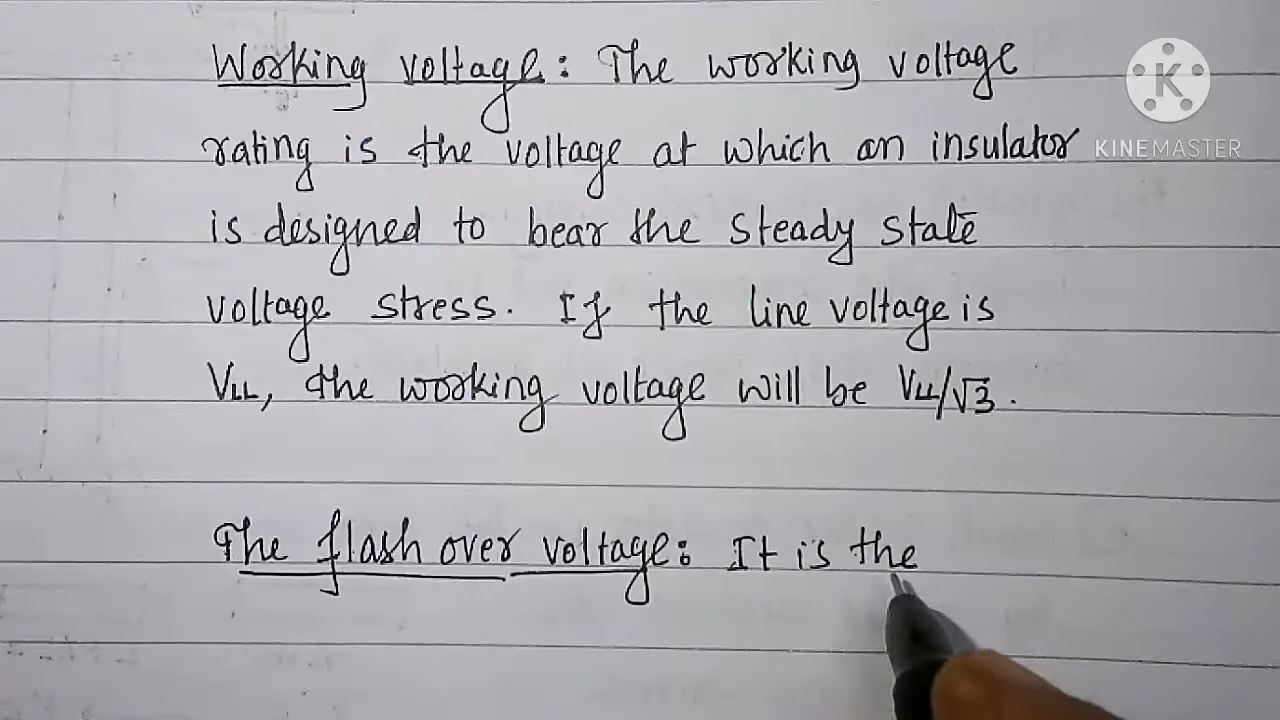 Working voltage: The working voltage
rating is the voltage at which an insulator
is designed to bear the steady state
voltage stress. If the line voltage is
VLL, the working voltage will be VLL/√3.
The flash over voltage: It is the
K
KINEMASTER